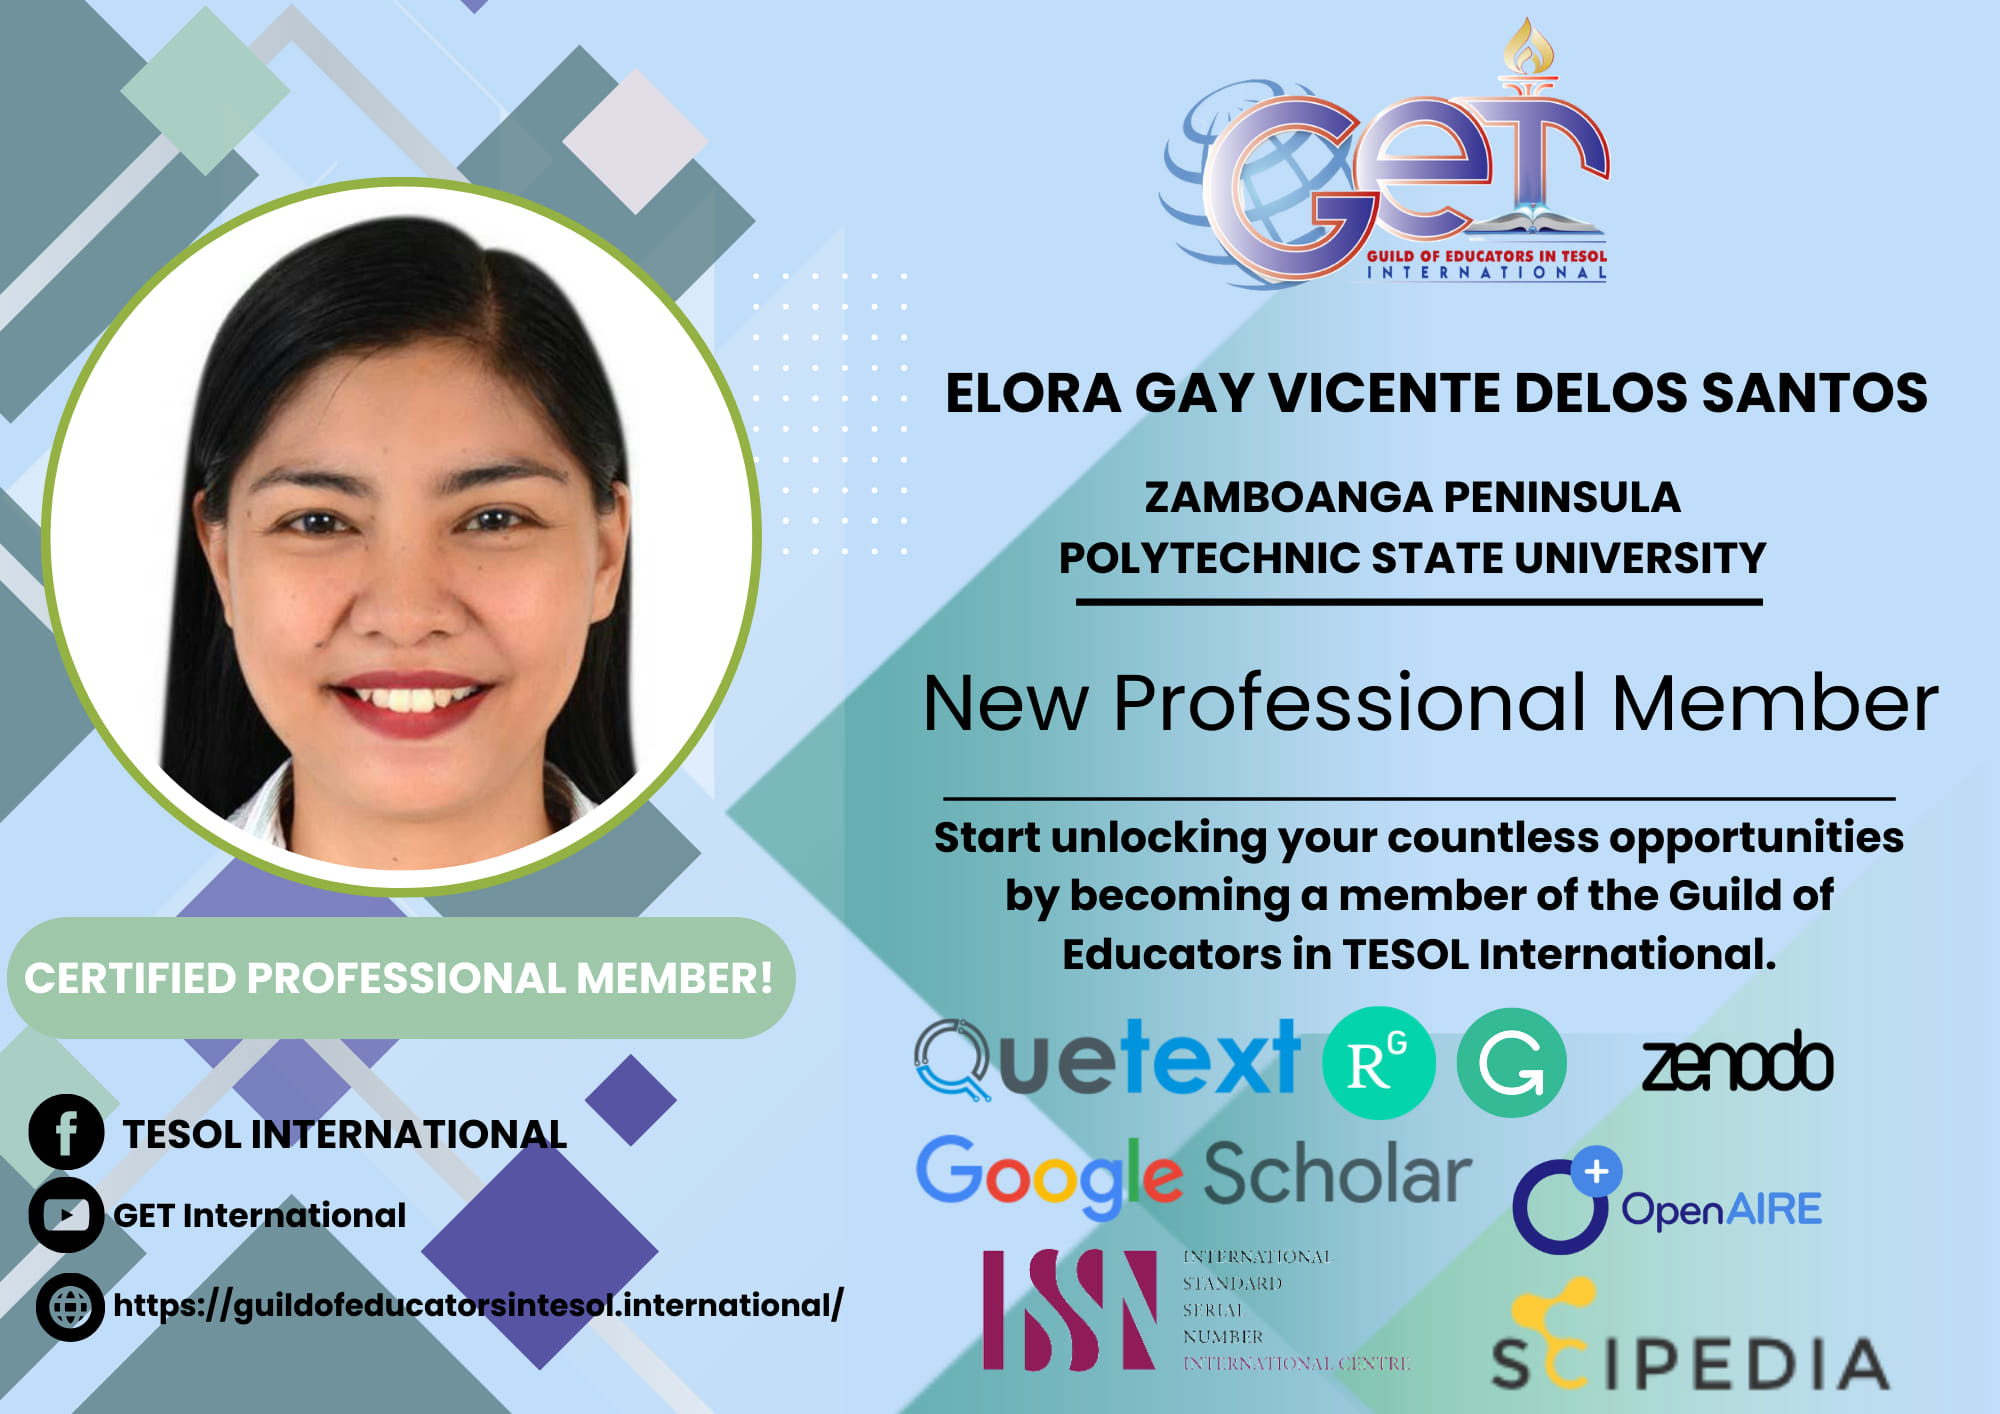 GET
GUILD OF EDUCATORS IN TESOL
INTERNATIONAL
ELORA GAY VICENTE DELOS SANTOS
ZAMBOANGA PENINSULA
POLYTECHNIC STATE UNIVERSITY
New Professional Member
Start unlocking your countless opportunities
by becoming a member of the Guild of
Educators in TESOL International.
CERTIFIED PROFESSIONAL MEMBER!
f TESOL INTERNATIONAL
GET International
https://guildofeducatorsintesol.international/
Quetext RG G zenodo
Google Scholar
OpenAIRE
ISSN
INTERNATIONAL
STANDARD
SERIAL
NUMBER
INTERNATIONAL CENTRE
SCIPEDIA